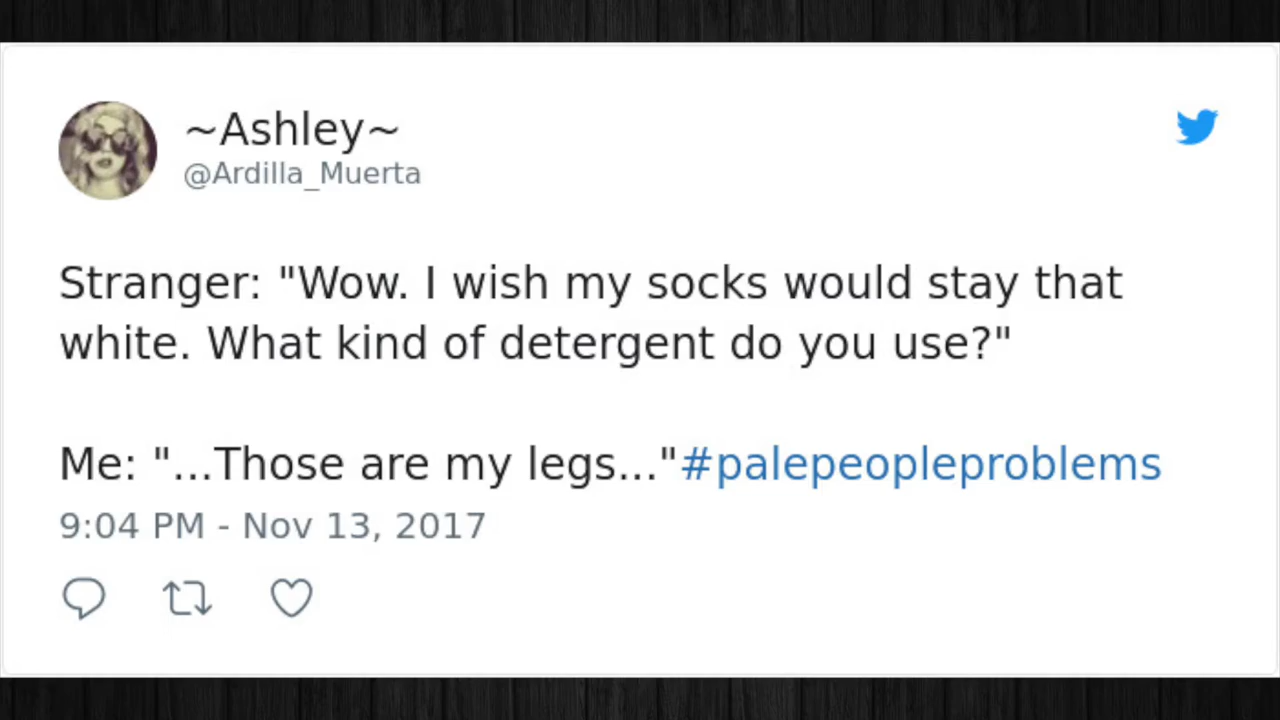 ~Ashley~
@Ardilla_Muerta
Stranger: "Wow. I wish my socks would stay that
white. What kind of detergent do you use?"
Me: "...Those are my legs..."#palepeopleproblems
9:04 PM - Nov 13, 2017